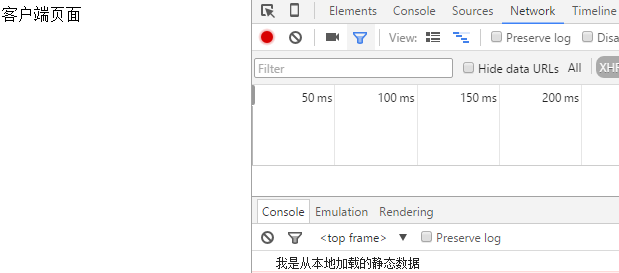 客户端页面
Elements Console Sources Network Timeline
View: Preserve log Disa
Filter Hide data URLs All XHR
50 ms 100 ms 150 ms 200 ms
Console Emulation Rendering
<top frame> ▼ Preserve log
我是从本地加载的静态数据